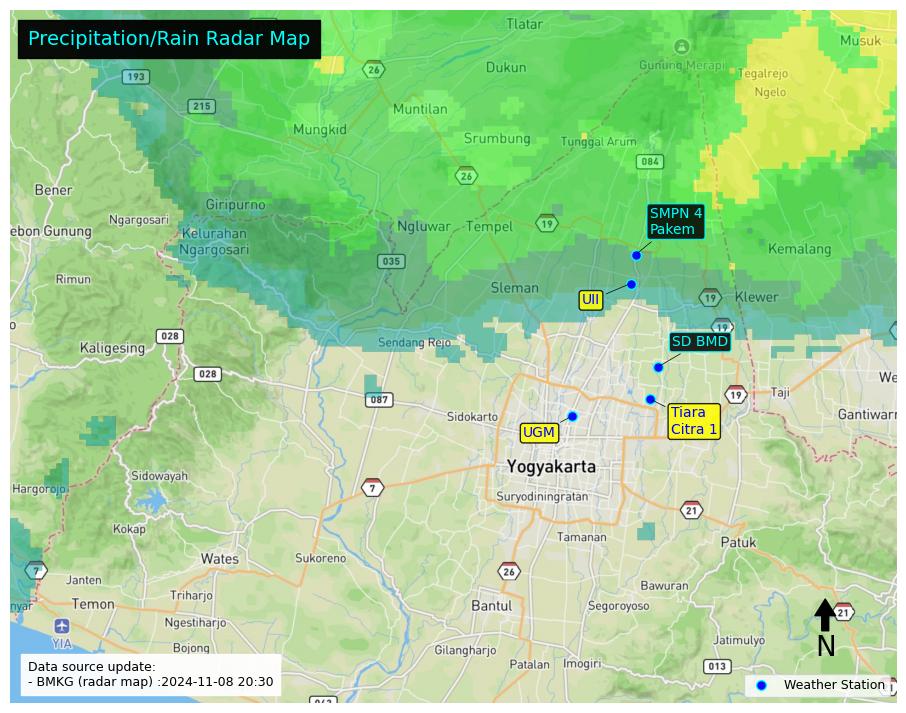 Precipitation/Rain Radar Map
Tlatar
Musuk
193
26
Dukun
Gunung Merapi
Tegalrejo
Ngelo
215
Muntilan
Mungkid
Srumbung
Tunggal Arum
084
26
Bener
Ngargosari
Giripurno
SMPN 4
Pakem
ebon Gunung
Kelurahan
Ngargosari
Ngluwar
Tempel
26
19
Kemalang
035
Rimun
Sleman
UII
19
Klewer
19
028
Kaligesing
Sendang Rejo
SD BMD
028
087
19
Taji
We
Sidokarto
Tiara
Citra 1
Gantiwarn
UGM
Yogyakarta
Sidowayah
Hargorojo
7
Suryodiningratan
21
Kokap
Tamanan
Patuk
Wates
Sukoreno
7
26
Janten
Bawuran
Triharjo
nyar
Temon
Bantul
Segoroyoso
21
Ngestiharjo
YIA
Jatimulyo
N
Bojong
Gilangharjo
Data source update:
- BMKG (radar map) :2024-11-08 20:30
Patalan
Imogiri
013
Weather Station